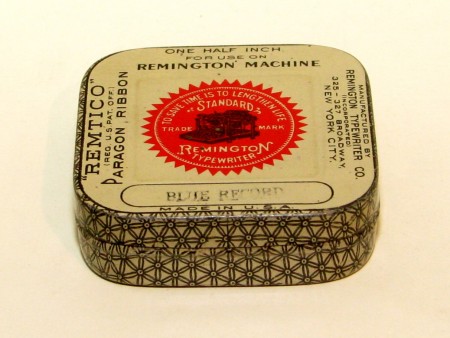 ONE HALF INCH
FOR USE ON
REMINGTON MACHINE
"REMTICO"
(REG. U.S. PAT. OFF.)
PARAGON RIBBON
TO SAVE TIME IS TO LENGTHEN LIFE
"STANDARD"
TRADE MARK
REMINGTON
TYPEWRITER
MANUFACTURED BY
REMINGTON TYPEWRITER CO.
(INCORPORATED)
325-327 BROADWAY,
NEW YORK CITY.
BLUE RECORD
MADE IN U.S.A.